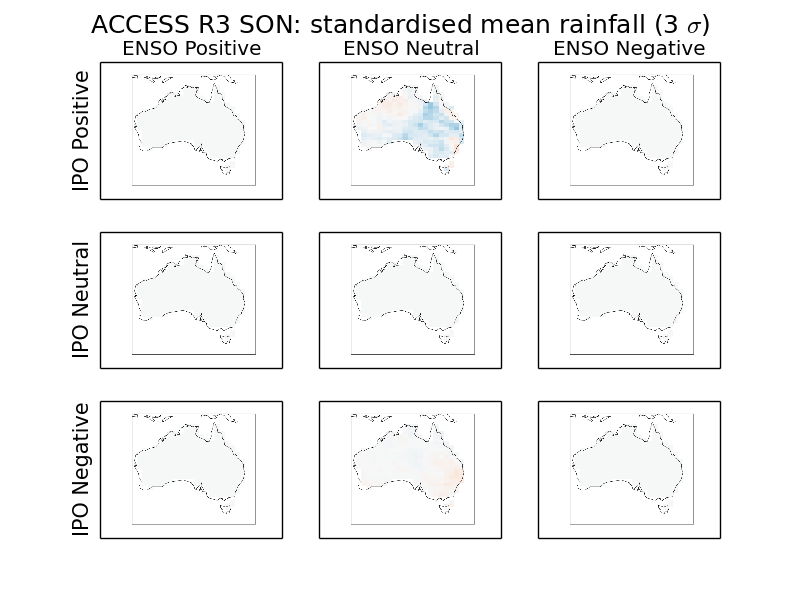 ACCESS R3 SON: standardised mean rainfall (3 σ)
ENSO Positive ENSO Neutral ENSO Negative
IPO Positive
IPO Neutral
IPO Negative